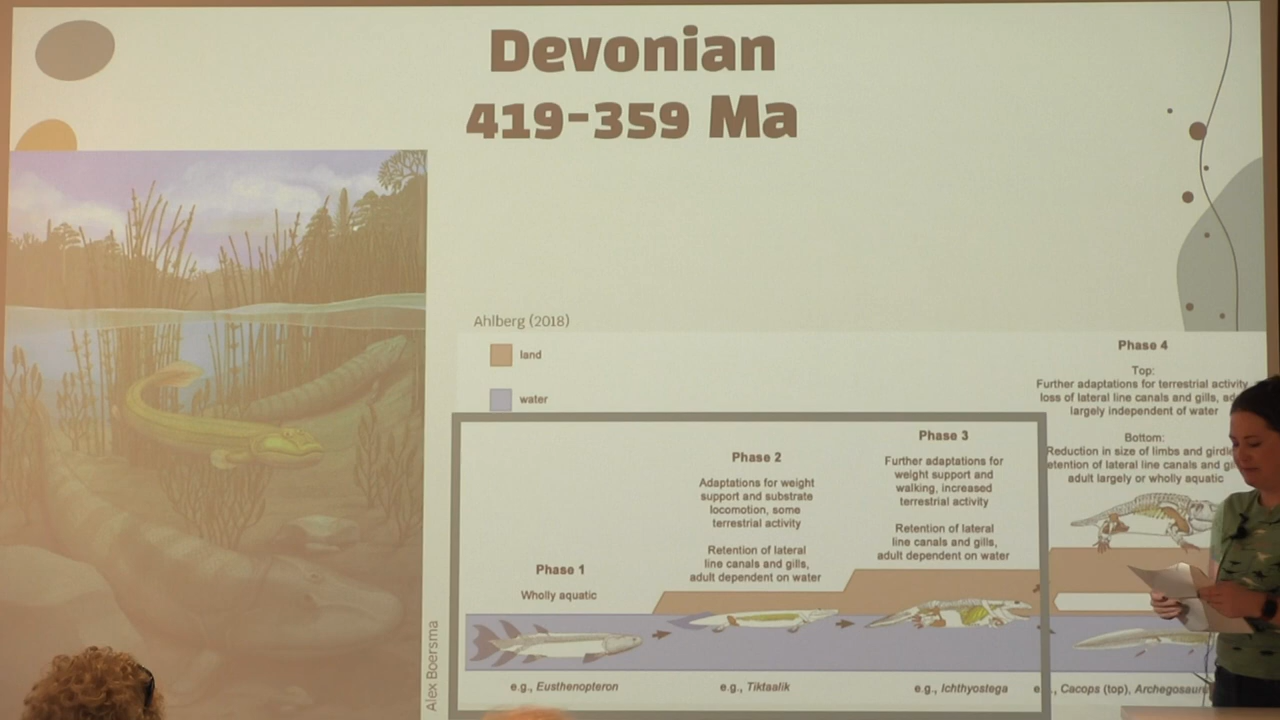 Devonian
419-359 Ma
Ahlberg (2018)
land
water
Phase 1
Wholly aquatic
e.g., Eusthenopteron
Phase 2
Adaptations for weight
support and substrate
locomotion, some
terrestrial activity
Retention of lateral
line canals and gills,
adult dependent on water
e.g., Tiktaalik
Phase 3
Further adaptations for
weight support and
walking, increased
terrestrial activity
Retention of lateral
line canals and gills,
adult dependent on water
e.g., Ichthyostega
Phase 4
Top:
Further adaptations for terrestrial activity,
loss of lateral line canals and gills,
largely independent of water
Bottom:
Reduction in size of limbs and
of lateral line canals and
adult largely or wholly aquatic
Cacops (top),
Alex Boersma